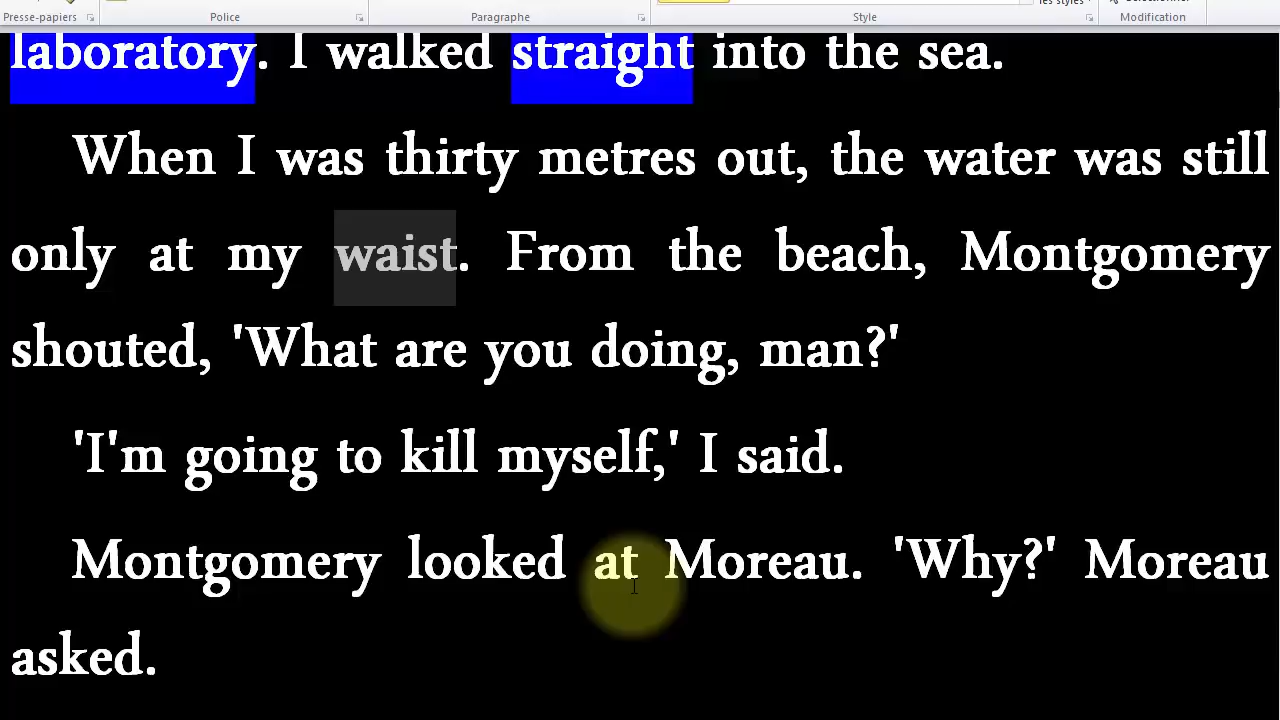 les styles
Presse-papiers Police Paragraphe Style Modification
laboratory. I walked straight into the sea.
When I was thirty metres out, the water was still
only at my waist. From the beach, Montgomery
shouted, 'What are you doing, man?'
'I'm going to kill myself,' I said.
Montgomery looked at Moreau. 'Why?' Moreau
asked.